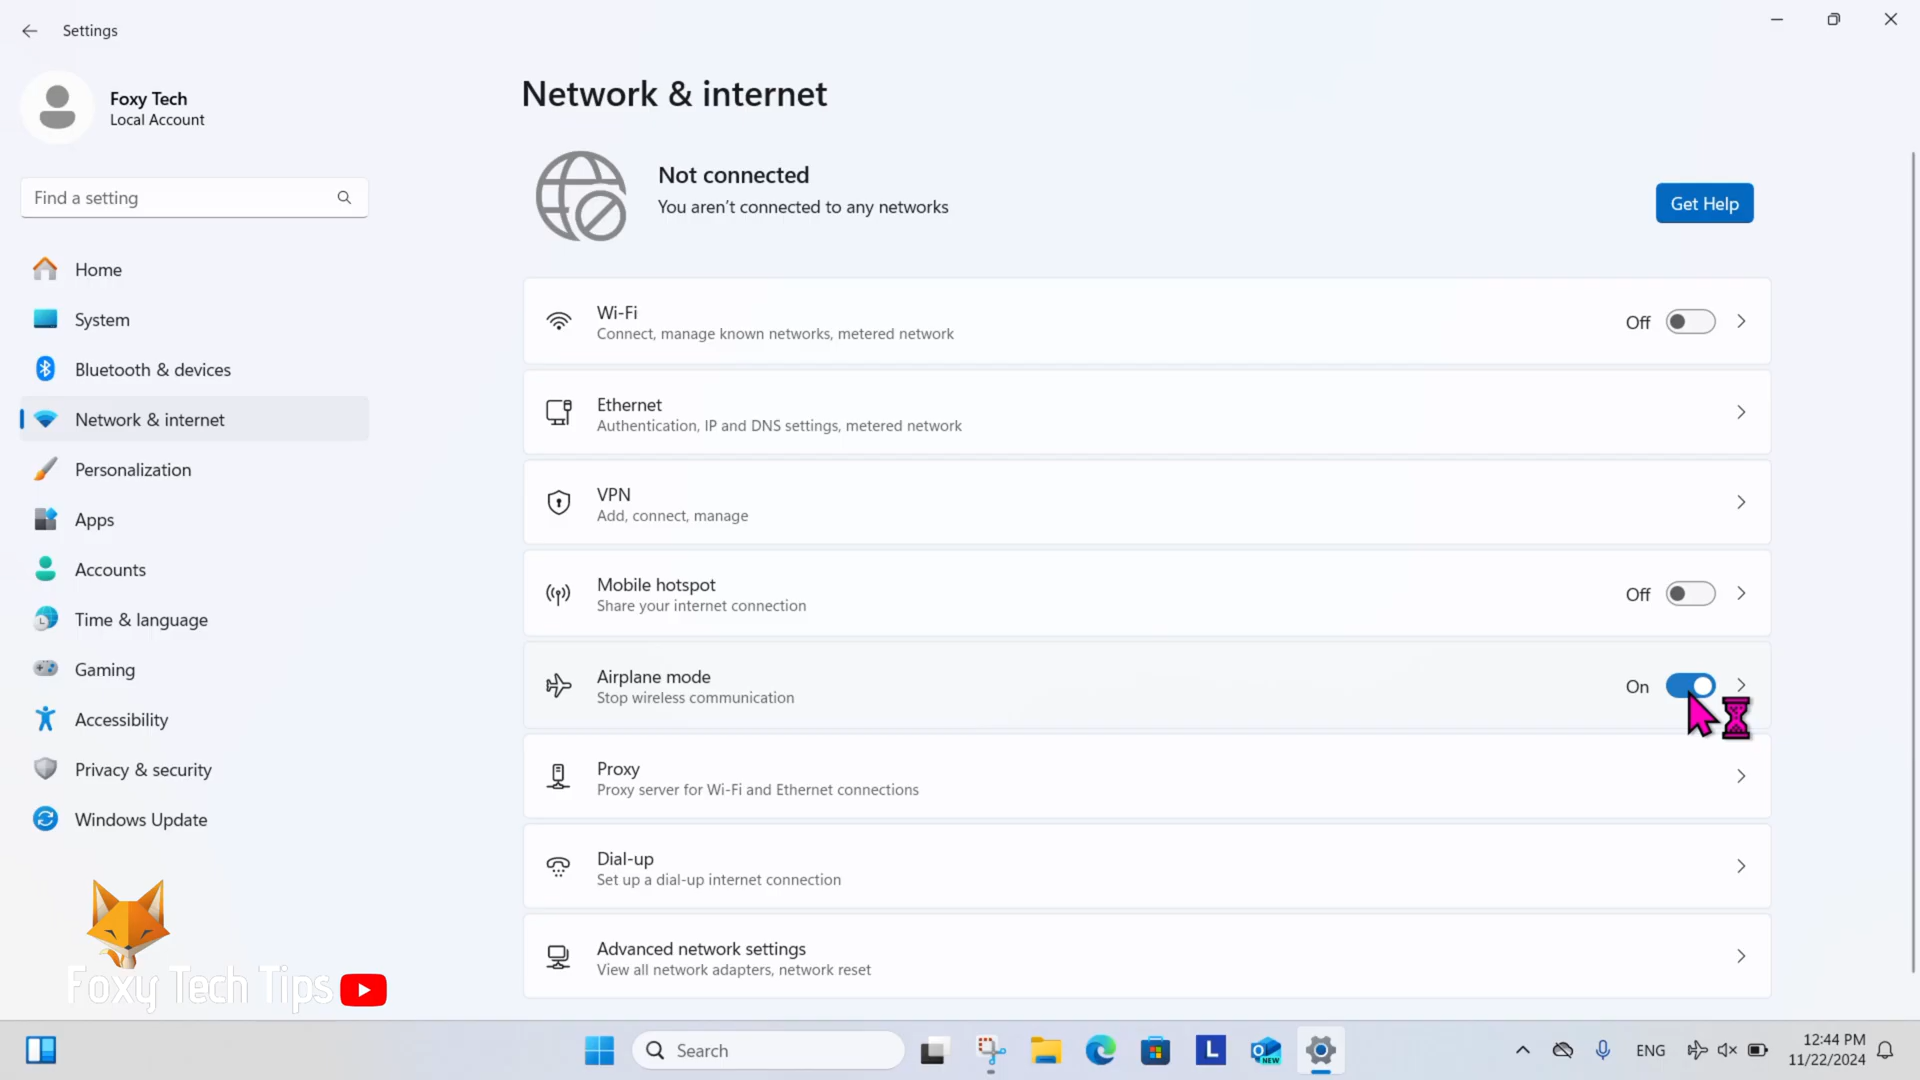 Settings
Foxy Tech
Local Account
Find a setting
Home
System
Bluetooth & devices
Network & internet
Personalization
Apps
Accounts
Time & language
Gaming
Accessibility
Privacy & security
Windows Update
Foxy Tech Tips
Network & internet
Not connected
You aren't connected to any networks
Get Help
Wi-Fi
Connect, manage known networks, metered network
Off
Ethernet
Authentication, IP and DNS settings, metered network
VPN
Add, connect, manage
Mobile hotspot
Share your internet connection
Off
Airplane mode
Stop wireless communication
On
Proxy
Proxy server for Wi-Fi and Ethernet connections
Dial-up
Set up a dial-up internet connection
Advanced network settings
View all network adapters, network reset
Search
L
NEW
ENG
12:44 PM
11/22/2024